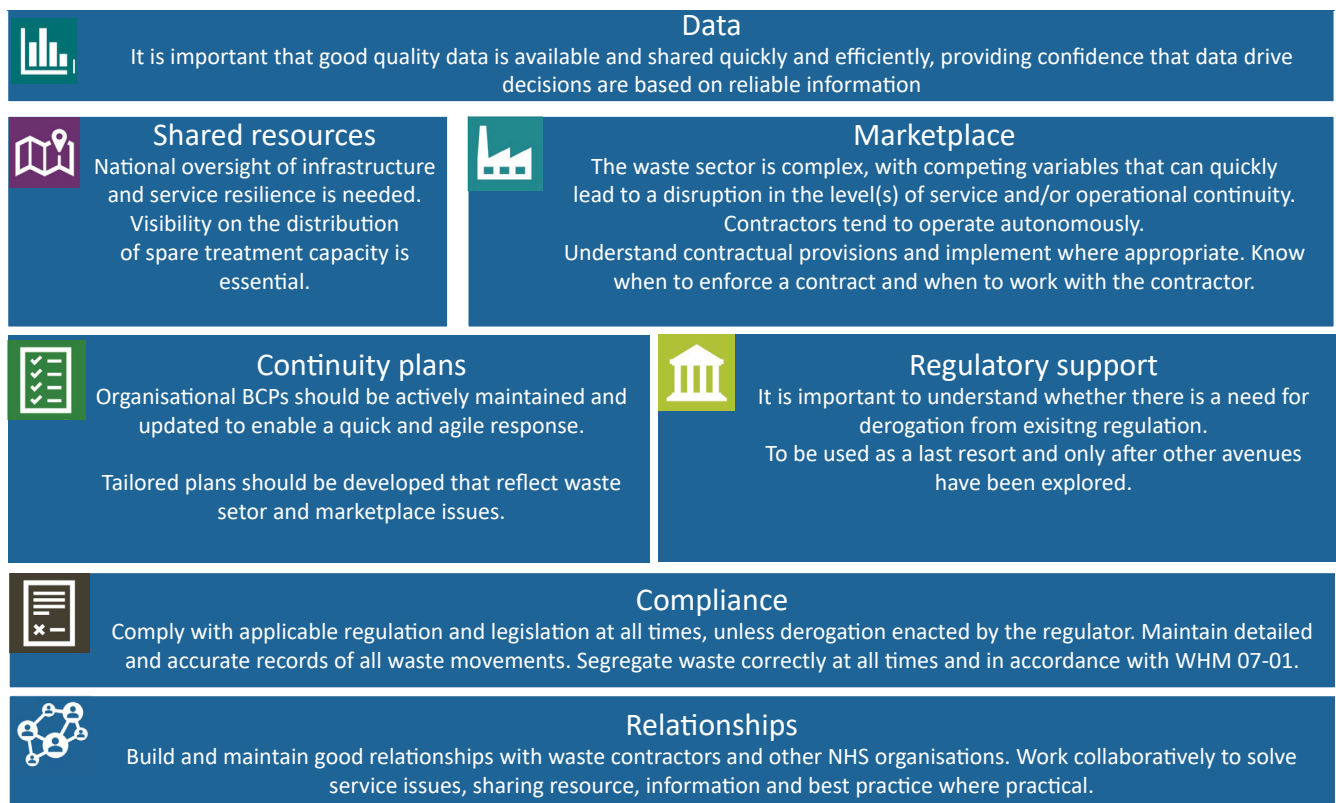 Data
It is important that good quality data is available and shared quickly and efficiently, providing confidence that data drive
decisions are based on reliable information
Shared resources
National oversight of infrastructure
and service resilience is needed.
Visibility on the distribution
of spare treatment capacity is
essential.
Marketplace
The waste sector is complex, with competing variables that can quickly
lead to a disruption in the level(s) of service and/or operational continuity.
Contractors tend to operate autonomously.
Understand contractual provisions and implement where appropriate. Know
when to enforce a contract and when to work with the contractor.
Continuity plans
Organisational BCPs should be actively maintained and
updated to enable a quick and agile response.
Tailored plans should be developed that reflect waste
setor and marketplace issues.
Regulatory support
It is important to understand whether there is a need for
derogation from exisitng regulation.
To be used as a last resort and only after other avenues
have been explored.
Compliance
Comply with applicable regulation and legislation at all times, unless derogation enacted by the regulator. Maintain detailed
and accurate records of all waste movements. Segregate waste correctly at all times and in accordance with WHM 07-01.
Relationships
Build and maintain good relationships with waste contractors and other NHS organisations. Work collaboratively to solve
service issues, sharing resource, information and best practice where practical.